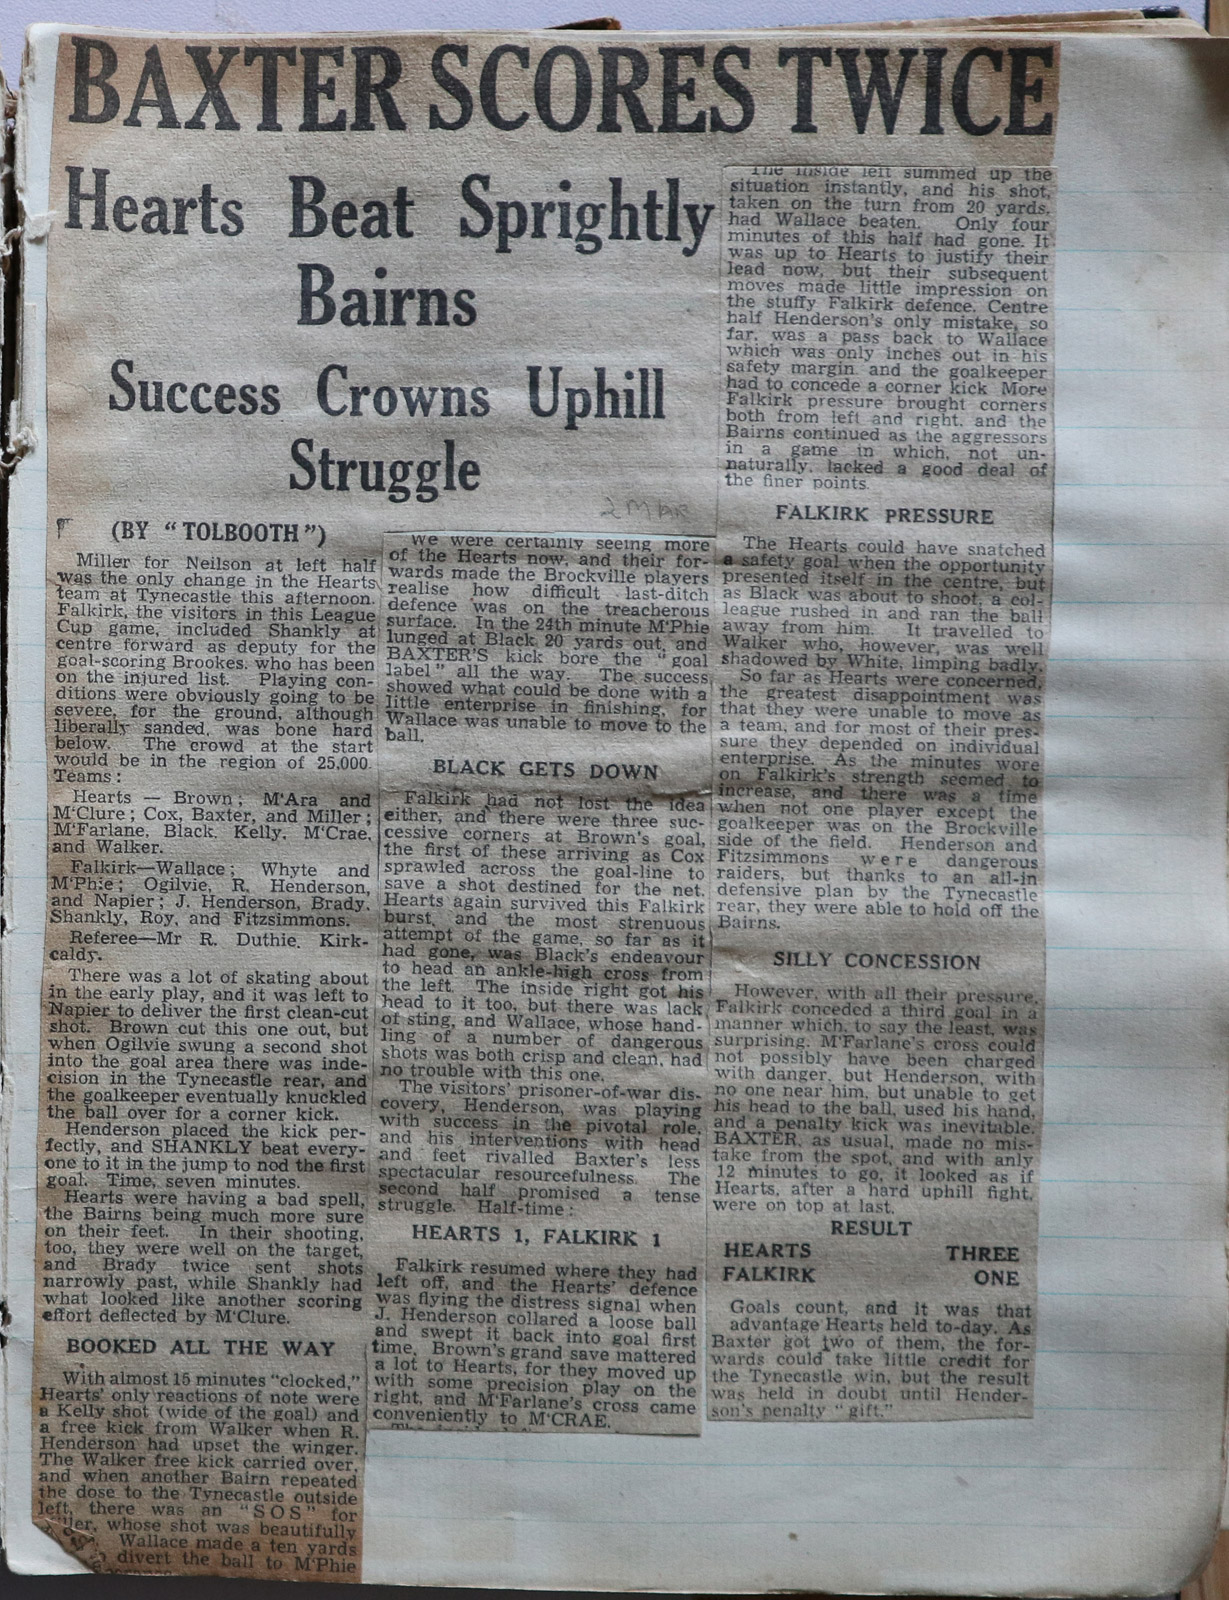 BAXTER SCORES TWICE
Hearts Beat Sprightly
Bairns
Success Crowns Uphill
Struggle
2 MAR
(BY "TOLBOOTH")
Miller for Neilson at left half
was the only change in the Hearts
team at Tynecastle this afternoon.
Falkirk, the visitors in this League
Cup game, included Shankly at
centre forward as deputy for the
goal-scoring Brookes, who has been
on the injured list. Playing con-
ditions were obviously going to be
severe, for the ground, although
liberally sanded, was bone hard
below. The crowd at the start
would be in the region of 25,000.
Teams:
Hearts — Brown; M'Ara and
M'Clure; Cox, Baxter, and Miller;
M'Farlane, Black, Kelly, M'Crae,
and Walker.
Falkirk—Wallace; Whyte and
M'Phie; Ogilvie, R. Henderson,
and Napier; J. Henderson, Brady,
Shankly, Roy, and Fitzsimmons.
Referee—Mr R. Duthie, Kirk-
caldy.
There was a lot of skating about
in the early play, and it was left to
Napier to deliver the first clean-cut
shot. Brown cut this one out, but
when Ogilvie swung a second shot
into the goal area there was inde-
cision in the Tynecastle rear, and
the goalkeeper eventually knuckled
the ball over for a corner kick.
Henderson placed the kick per-
fectly, and SHANKLY beat every-
one to it in the jump to nod the first
goal. Time, seven minutes.
Hearts were having a bad spell,
the Bairns being much more sure
on their feet. In their shooting,
too, they were well on the target,
and Brady twice sent shots
narrowly past, while Shankly had
what looked like another scoring
effort deflected by M'Clure.
BOOKED ALL THE WAY
With almost 15 minutes "clocked,"
Hearts' only reactions of note were
a Kelly shot (wide of the goal) and
a free kick from Walker when R.
Henderson had upset the winger.
The Walker free kick carried over,
and when another Bairn repeated
the dose to the Tynecastle outside
left, there was an "SOS" for
whose shot was beautifully
Wallace made a ten yards
divert the ball to M'Phie
We were certainly seeing more
of the Hearts now, and their for-
wards made the Brockville players
realise how difficult last-ditch
defence was on the treacherous
surface. In the 24th minute M'Phie
lunged at Black 20 yards out, and
BAXTER'S kick bore the "goal
label" all the way. The success
showed what could be done with a
little enterprise in finishing, for
Wallace was unable to move to the
ball.
BLACK GETS DOWN
Falkirk had not lost the idea
either, and there were three suc-
cessive corners at Brown's goal,
the first of these arriving as Cox
sprawled across the goal-line to
save a shot destined for the net.
Hearts again survived this Falkirk
burst, and the most strenuous
attempt of the game, so far as it
had gone, was Black's endeavour
to head an ankle-high cross from
the left. The inside right got his
head to it too, but there was lack
of sting, and Wallace, whose hand-
ling of a number of dangerous
shots was both crisp and clean, had
no trouble with this one.
The visitors' prisoner-of-war dis-
covery, Henderson, was playing
with success in the pivotal role,
and his interventions with head
and feet rivalled Baxter's less
spectacular resourcefulness. The
second half promised a tense
struggle. Half-time:
HEARTS 1, FALKIRK 1
Falkirk resumed where they had
left off, and the Hearts' defence
was flying the distress signal when
J. Henderson collared a loose ball
and swept it back into goal first
time. Brown's grand save mattered
a lot to Hearts, for they moved up
with some precision play on the
right, and M'Farlane's cross came
conveniently to M'CRAE.
The inside left summed up the
situation instantly, and his shot,
taken on the turn from 20 yards,
had Wallace beaten. Only four
minutes of this half had gone. It
was up to Hearts to justify their
lead now, but their subsequent
moves made little impression on
the stuffy Falkirk defence. Centre
half Henderson's only mistake, so
far, was a pass back to Wallace
which was only inches out in his
safety margin, and the goalkeeper
had to concede a corner kick More
Falkirk pressure brought corners
both from left and right, and the
Bairns continued as the aggressors
in a game in which, not un-
naturally, lacked a good deal of
the finer points.
FALKIRK PRESSURE
The Hearts could have snatched
a safety goal when the opportunity
presented itself in the centre, but
as Black was about to shoot, a col-
league rushed in and ran the ball
away from him. It travelled to
Walker who, however, was well
shadowed by White, limping badly.
So far as Hearts were concerned,
the greatest disappointment was
that they were unable to move as
a team, and for most of their pres-
sure they depended on individual
enterprise. As the minutes wore
on Falkirk's strength seemed to
increase, and there was a time
when not one player except the
goalkeeper was on the Brockville
side of the field. Henderson and
Fitzsimmons were dangerous
raiders, but thanks to an all-in
defensive plan by the Tynecastle
rear, they were able to hold off the
Bairns.
SILLY CONCESSION
However, with all their pressure,
Falkirk conceded a third goal in a
manner which, to say the least, was
surprising. M'Farlane's cross could
not possibly have been charged
with danger, but Henderson, with
no one near him, but unable to get
his head to the ball, used his hand,
and a penalty kick was inevitable.
BAXTER, as usual, made no mis-
take from the spot, and with only
12 minutes to go, it looked as if
Hearts, after a hard uphill fight,
were on top at last.
RESULT
HEARTS THREE
FALKIRK ONE
Goals count, and it was that
advantage Hearts held to-day. As
Baxter got two of them, the for-
wards could take little credit for
the Tynecastle win, but the result
was held in doubt until Hender-
son's penalty "gift."